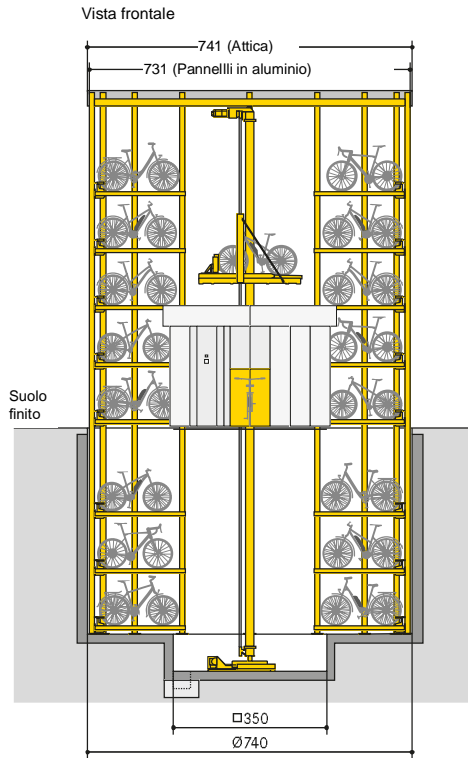 Vista frontale
741 (Attica)
731 (Pannellli in aluminio)
Suolo
finito
□350
Ø740